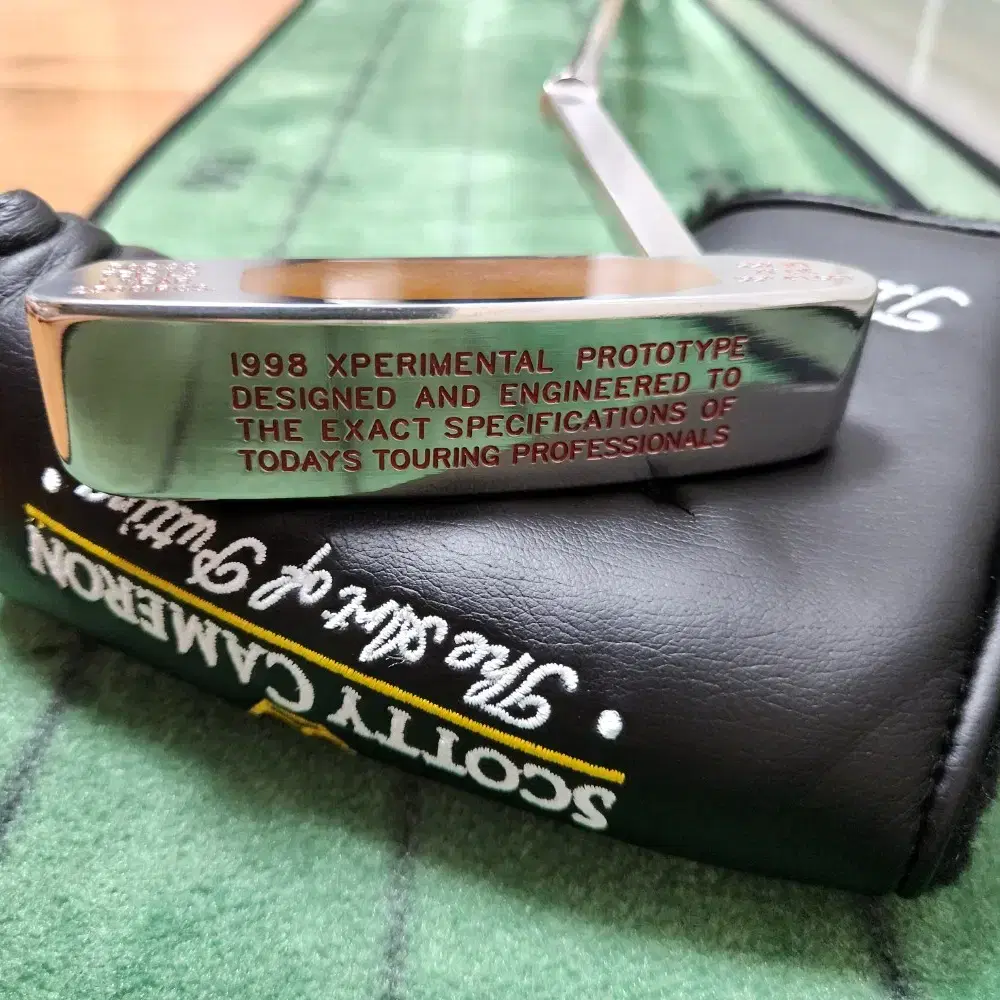 1998 XPERIMENTAL PROTOTYPE
DESIGNED AND ENGINEERED TO
THE EXACT SPECIFICATIONS OF
TODAYS TOURING PROFESSIONALS
SCOTTY CAMERON
• The Art of Putting •